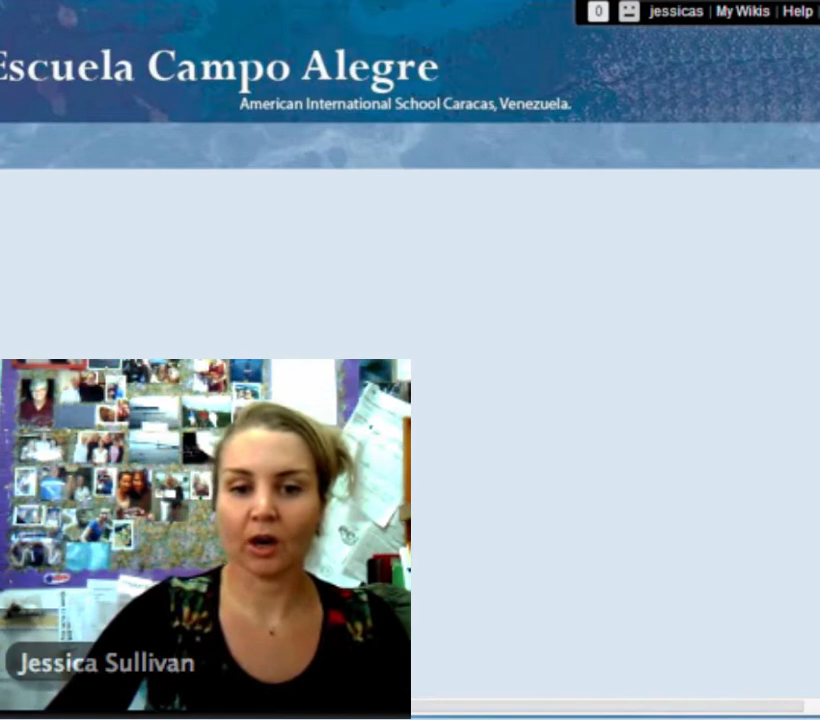 0 jessicas | My Wikis | Help |
Escuela Campo Alegre
American International School Caracas, Venezuela.
Jessica Sullivan